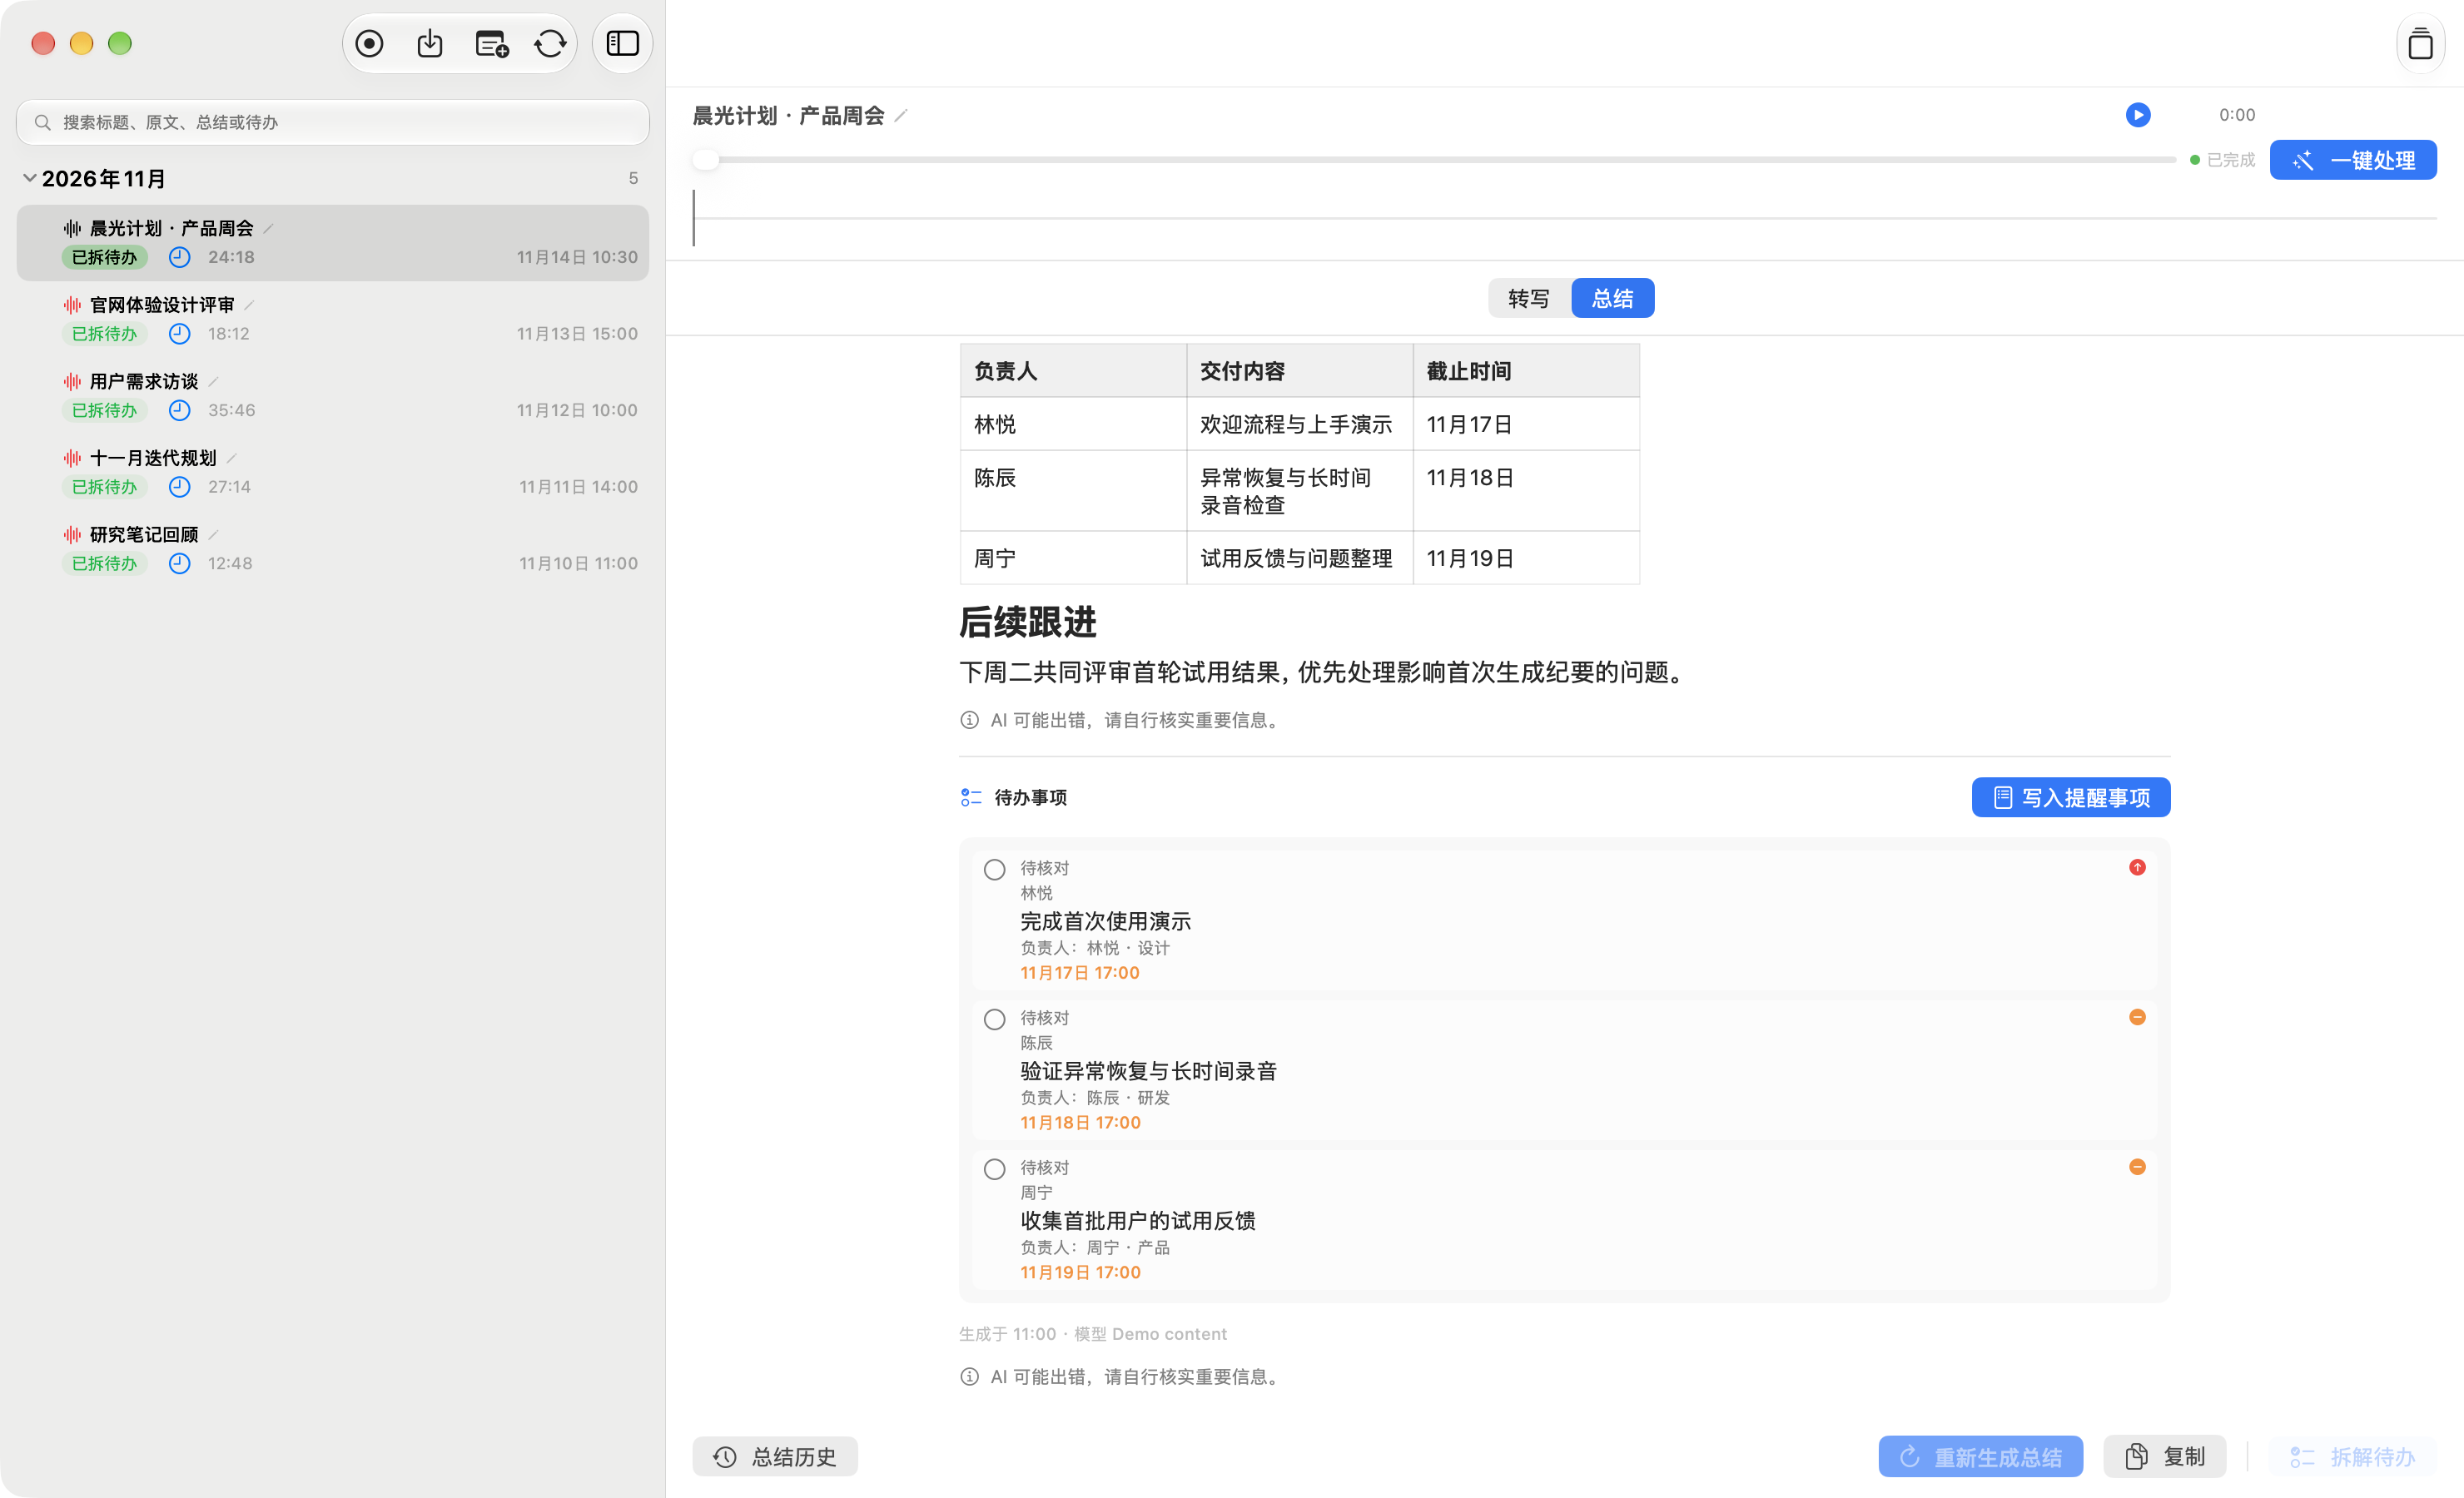 搜索标题、原文、总结或待办
2026年11月 5
晨光计划 · 产品周会
已拆待办 24:18 11月14日 10:30
官网体验设计评审
已拆待办 18:12 11月13日 15:00
用户需求访谈
已拆待办 35:46 11月12日 10:00
十一月迭代规划
已拆待办 27:14 11月11日 14:00
研究笔记回顾
已拆待办 12:48 11月10日 11:00
晨光计划 · 产品周会 0:00
已完成 一键处理
转写 总结
负责人 交付内容 截止时间
林悦 欢迎流程与上手演示 11月17日
陈辰 异常恢复与长时间 11月18日
录音检查
周宁 试用反馈与问题整理 11月19日
后续跟进
下周二共同评审首轮试用结果，优先处理影响首次生成纪要的问题。
AI 可能出错，请自行核实重要信息。
待办事项 写入提醒事项
待核对
林悦
完成首次使用演示
负责人：林悦 · 设计
11月17日 17:00
待核对
陈辰
验证异常恢复与长时间录音
负责人：陈辰 · 研发
11月18日 17:00
待核对
周宁
收集首批用户的试用反馈
负责人：周宁 · 产品
11月19日 17:00
生成于 11:00 · 模型 Demo content
AI 可能出错，请自行核实重要信息。
总结历史 重新生成总结 复制 拆解待办